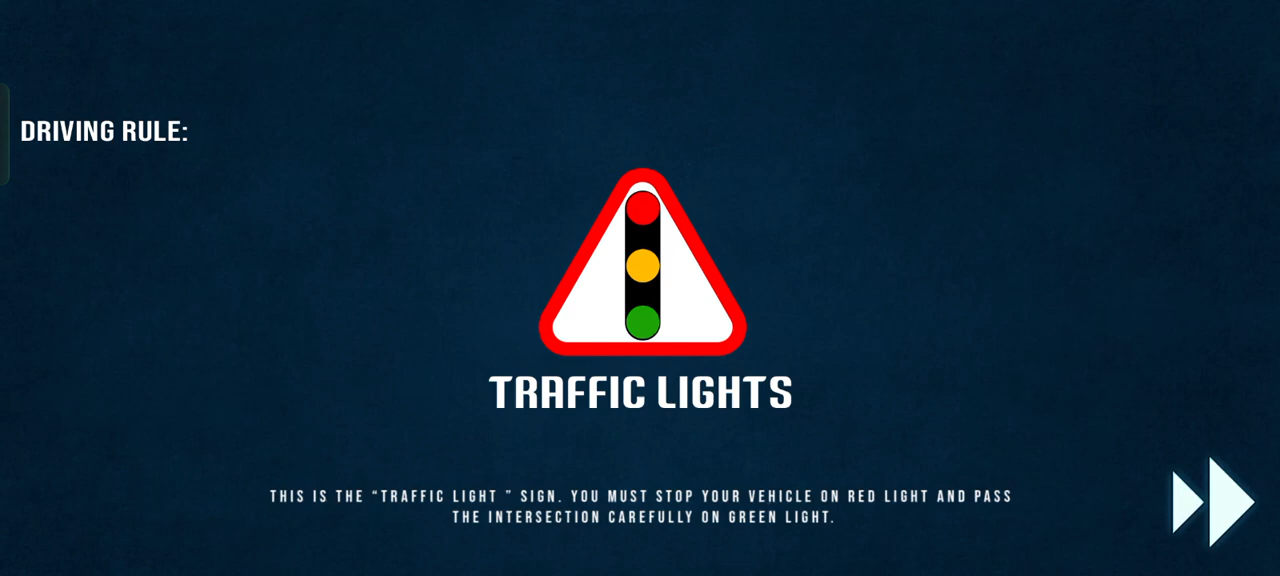 DRIVING RULE:
TRAFFIC LIGHTS
THIS IS THE “TRAFFIC LIGHT ” SIGN. YOU MUST STOP YOUR VEHICLE ON RED LIGHT AND PASS
THE INTERSECTION CAREFULLY ON GREEN LIGHT.